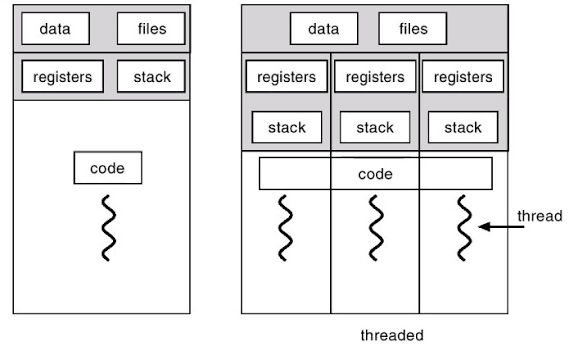 data files
registers stack
code
data files
registers registers registers
stack stack stack
code
thread
threaded